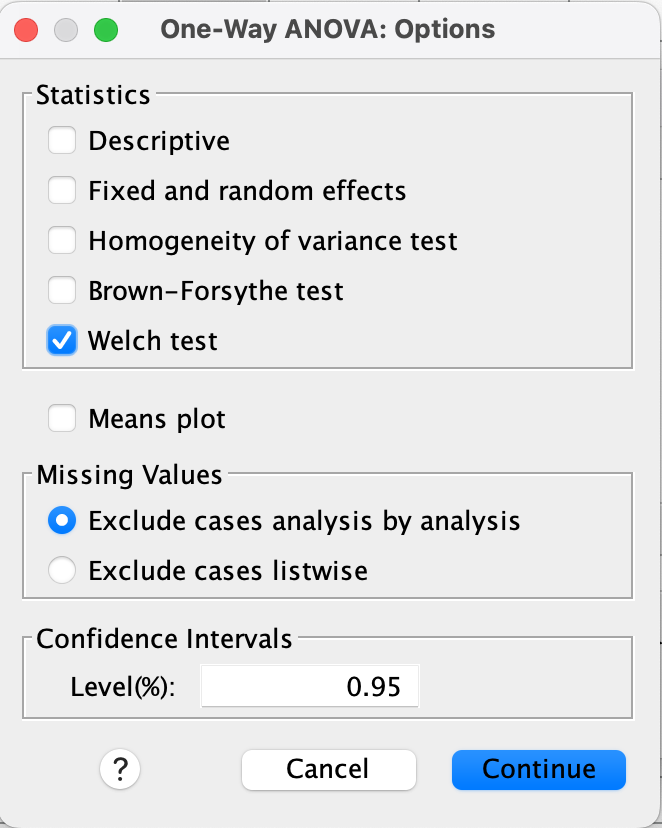 One-Way ANOVA: Options
Statistics
Descriptive
Fixed and random effects
Homogeneity of variance test
Brown-Forsythe test
Welch test
Means plot
Missing Values
Exclude cases analysis by analysis
Exclude cases listwise
Confidence Intervals
Level(%): 0.95
? Cancel Continue